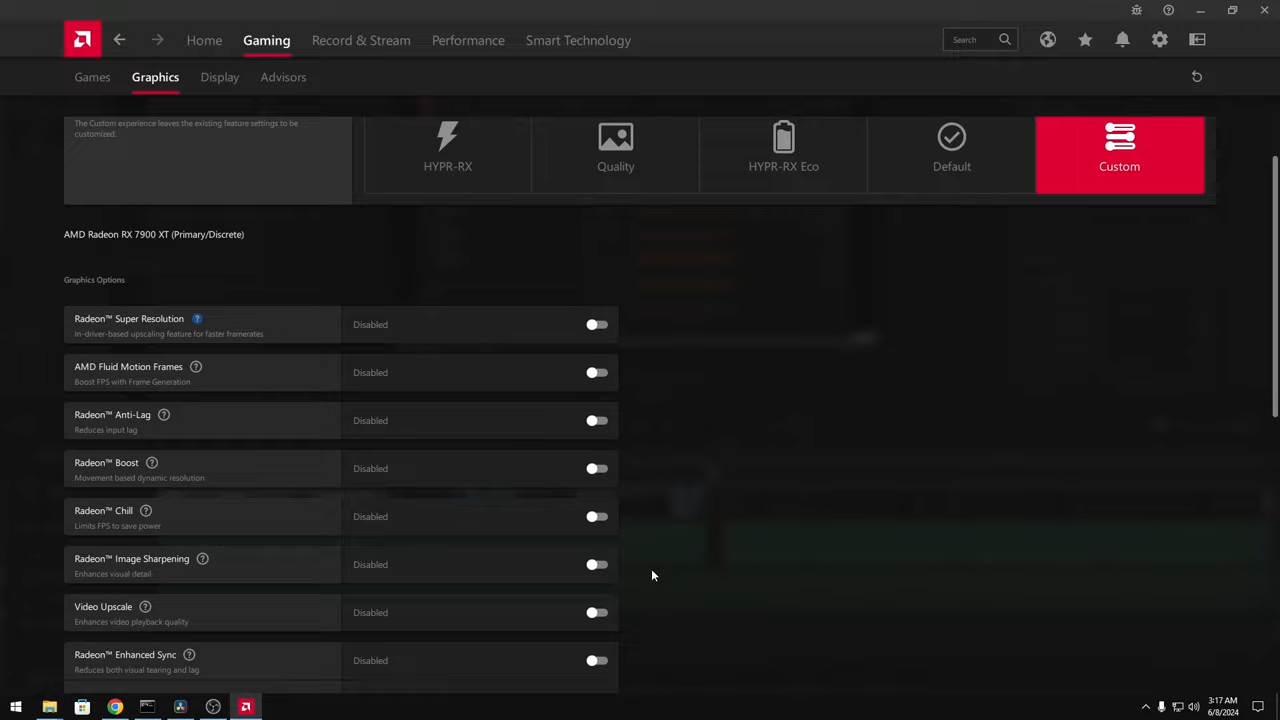 Home
Gaming
Record & Stream
Performance
Smart Technology
Search
Games
Graphics
Display
Advisors
The Custom experience leaves the existing feature settings to be
customized.
HYPR-RX
Quality
HYPR-RX Eco
Default
Custom
AMD Radeon RX 7900 XT (Primary/Discrete)
Graphics Options
Radeon™ Super Resolution ?
In-driver-based upscaling feature for faster framerates
Disabled
AMD Fluid Motion Frames ?
Boost FPS with Frame Generation
Disabled
Radeon™ Anti-Lag ?
Reduces input lag
Disabled
Radeon™ Boost ?
Movement based dynamic resolution
Disabled
Radeon™ Chill ?
Limits FPS to save power
Disabled
Radeon™ Image Sharpening ?
Enhances visual detail
Disabled
Video Upscale ?
Enhances video playback quality
Disabled
Radeon™ Enhanced Sync ?
Reduces both visual tearing and lag
Disabled
3:17 AM
6/8/2024